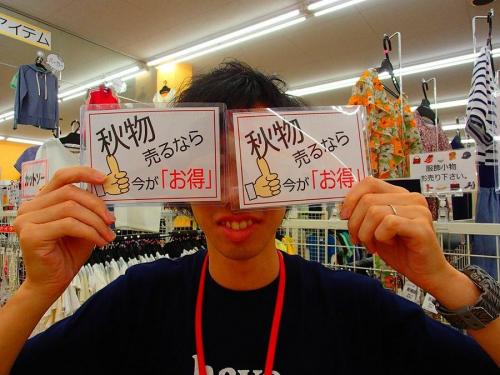 アイテム
秋物
売るなら
今が「お得」
秋物
売るなら
今が「お得」
服飾小物
売り下さい。